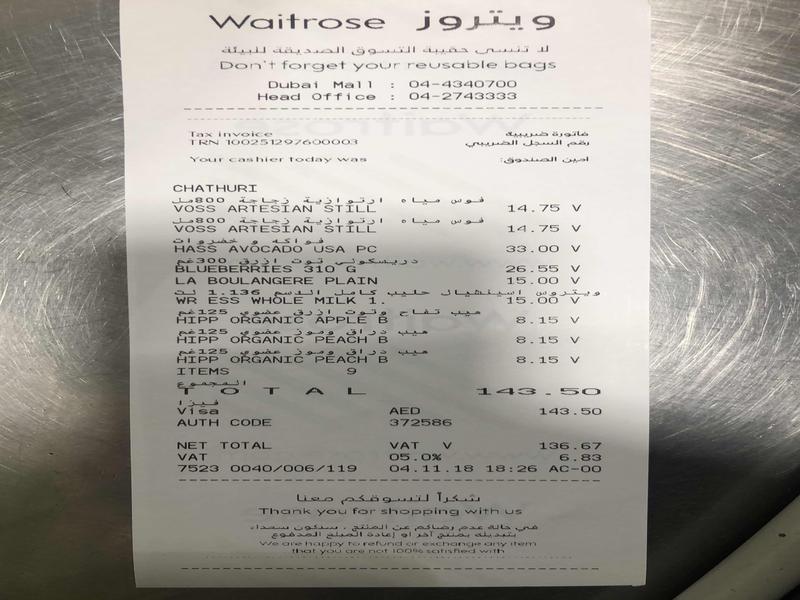 Waitrose ويتروز
لا تنسى حقيبة التسوق الصديقة للبيئة
Don't forget your reusable bags
Dubai Mall : 04-4340700
Head Office : 04-2743333
Tax invoice فاتورة ضريبية
TRN 100251297600003 رقم السجل الضريبي
Your cashier today was امين الصندوق:
CHATHURI
فوس مياه ارتوازية زجاجة 800مل
VOSS ARTESIAN STILL 14.75 V
فوس مياه ارتوازية زجاجة 800مل
VOSS ARTESIAN STILL 14.75 V
فواكه و خضروات
HASS AVOCADO USA PC 33.00 V
دريسكولي توت ازرق 300غم
BLUEBERRIES 310 G 26.55 V
LA BOULANGERE PLAIN 15.00 V
ويتروس اسينشيال حليب كامل الدسم 1.136 لت
WR ESS WHOLE MILK 1. 15.00 V
هيب تفاح وتوت ازرق عضوي 125غم
HIPP ORGANIC APPLE B 8.15 V
هيب دراق وموز عضوي 125غم
HIPP ORGANIC PEACH B 8.15 V
هيب دراق وموز عضوي 125غم
HIPP ORGANIC PEACH B 8.15 V
ITEMS 9
المجموع
TOTAL 143.50
فيزا
Visa AED 143.50
AUTH CODE 372586
NET TOTAL VAT V 136.67
VAT 05.0% 6.83
7523 0040/006/119 04.11.18 18:26 AC-00
شكراً لتسوقكم معنا
Thank you for shopping with us
في حالة عدم رضاكم عن المنتج ، سنكون سعداء
بتبديله بمنتج آخر او إعادة المبلغ المدفوع
We are happy to refund or exchange any item
that you are not 100% satisfied with